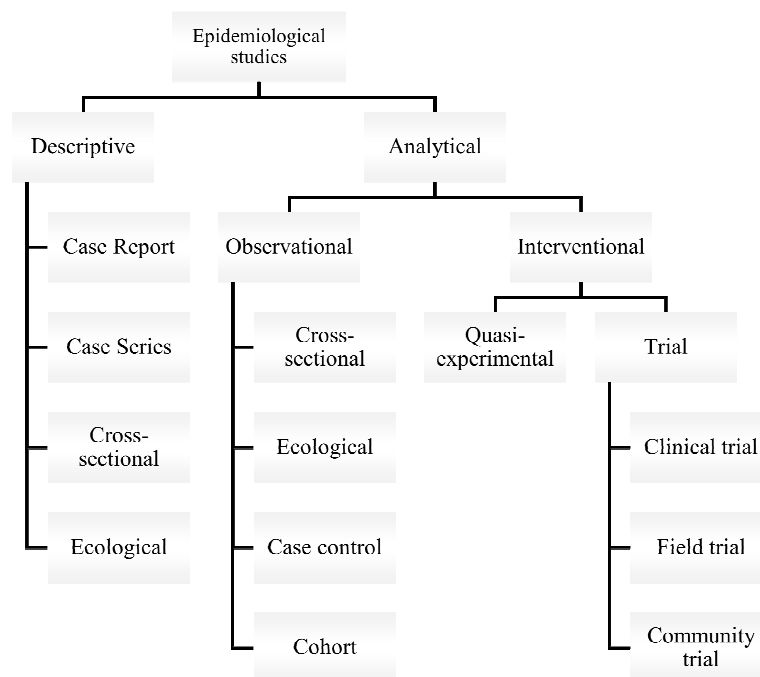 Epidemiological
studies
Descriptive
Analytical
Case Report
Observational
Interventional
Case Series
Cross-
sectional
Quasi-
experimental
Trial
Cross-
sectional
Ecological
Clinical trial
Ecological
Case control
Field trial
Cohort
Community
trial